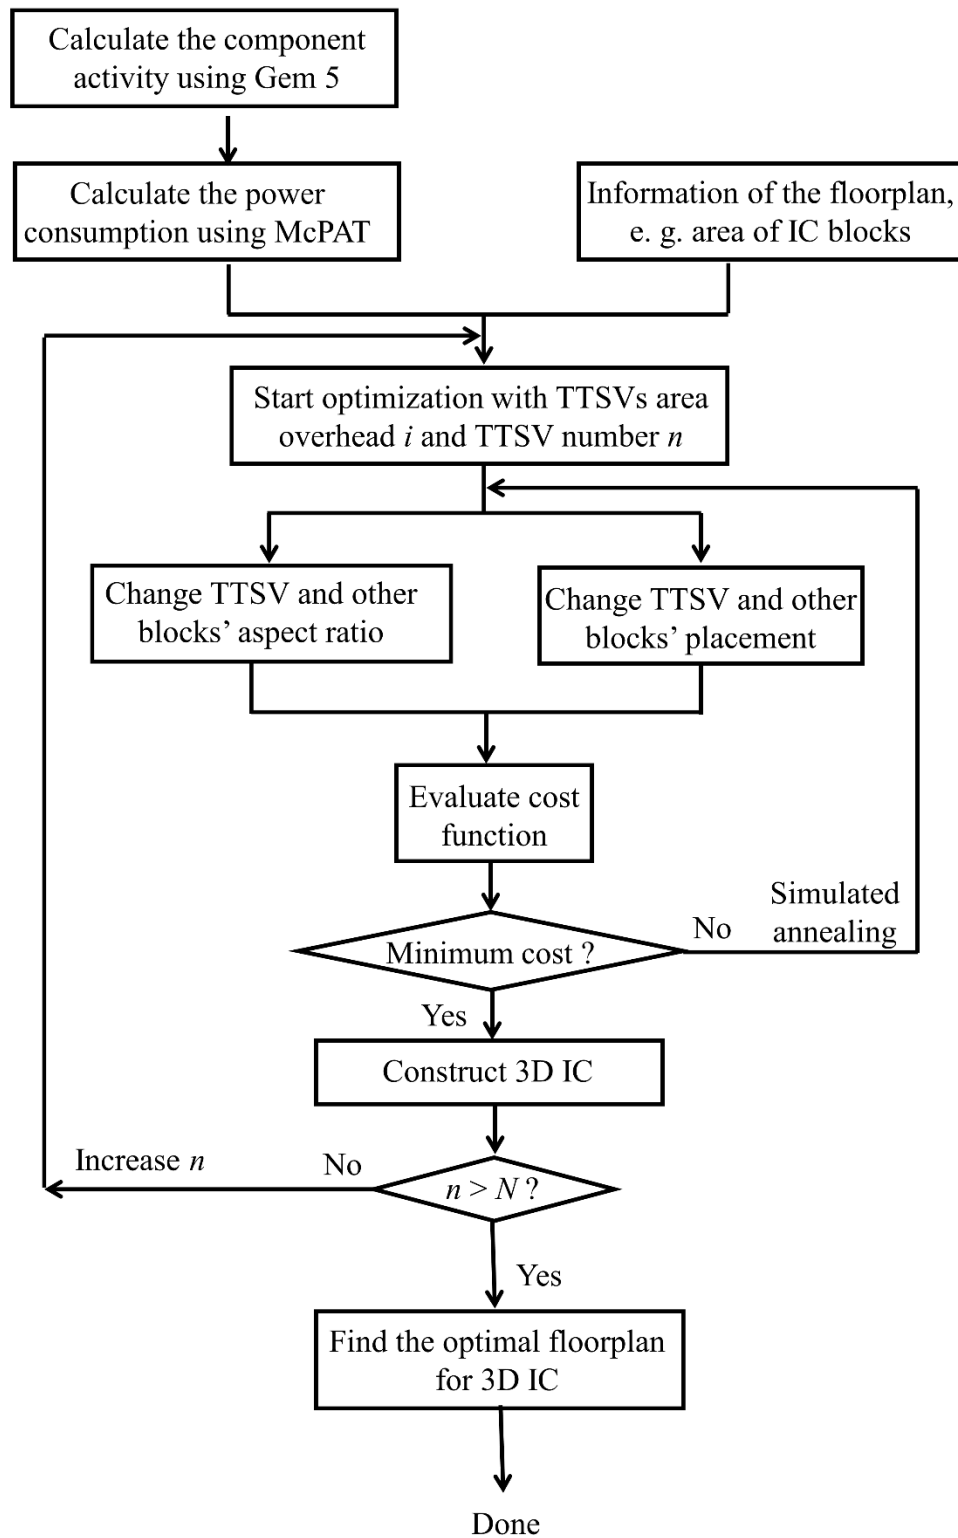 Calculate the component
activity using Gem 5
Calculate the power
consumption using McPAT
Information of the floorplan,
e. g. area of IC blocks
Start optimization with TTSVs area
overhead i and TTSV number n
Change TTSV and other
blocks’ aspect ratio
Change TTSV and other
blocks’ placement
Evaluate cost
function
Minimum cost ?
No
Simulated
annealing
Yes
Construct 3D IC
Increase n
No
n > N ?
Yes
Find the optimal floorplan
for 3D IC
Done